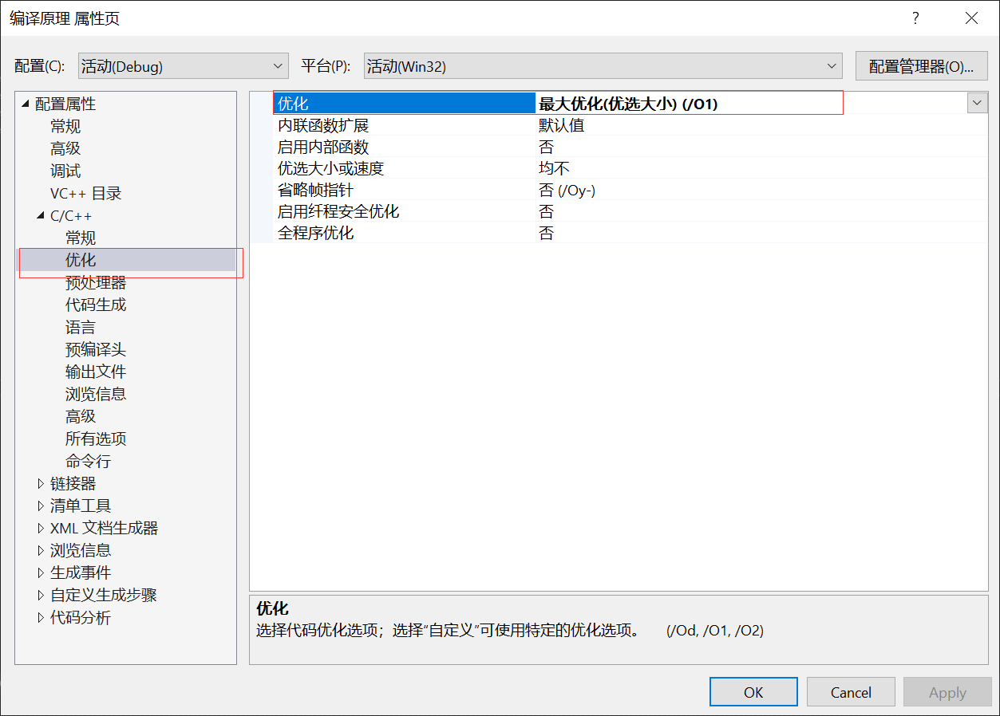 编译原理 属性页
配置(C): 活动(Debug) 平台(P): 活动(Win32) 配置管理器(O)...
配置属性
常规
高级
调试
VC++ 目录
C/C++
常规
优化
预处理器
代码生成
语言
预编译头
输出文件
浏览信息
高级
所有选项
命令行
链接器
清单工具
XML 文档生成器
浏览信息
生成事件
自定义生成步骤
代码分析
优化 最大优化(优选大小) (/O1)
内联函数扩展 默认值
启用内部函数 否
优选大小或速度 均不
省略帧指针 否 (/Oy-)
启用纤程安全优化 否
全程序优化 否
优化
选择代码优化选项；选择“自定义”可使用特定的优化选项。 (/Od, /O1, /O2)
OK Cancel Apply